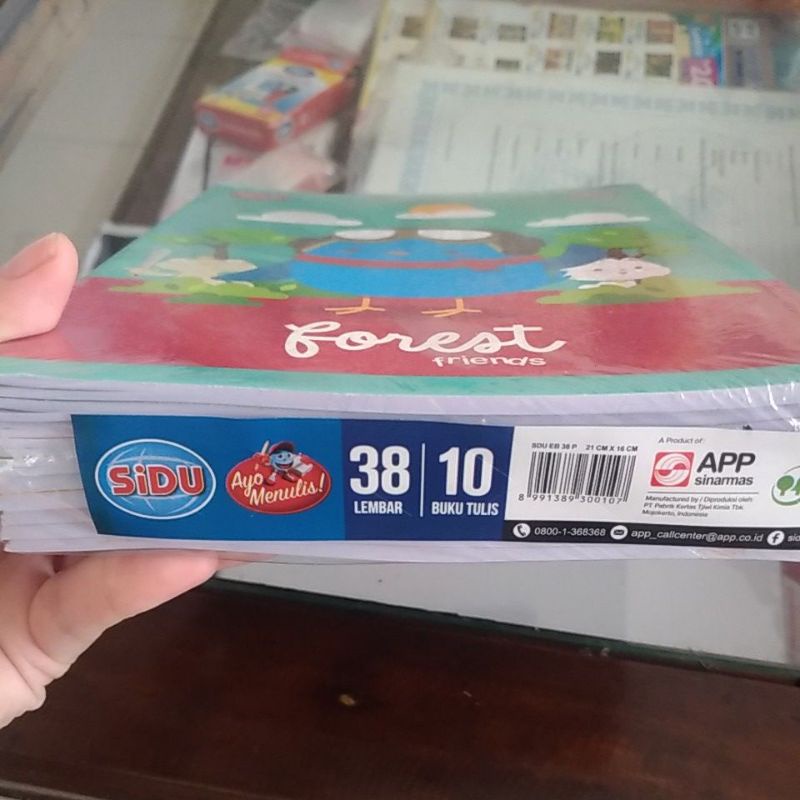 forest
friends
SiDU
Ayo
Menulis!
38
LEMBAR
10
BUKU TULIS
SDU EB 38 P 21 CM X 16 CM
8 991389 300107
A Product of:
APP
sinarmas
Manufactured by / Diproduksi oleh:
PT Pabrik Kertas Tjiwi Kimia Tbk.
Mojokerto, Indonesia
0800-1-368368 app_callcenter@app.co.id